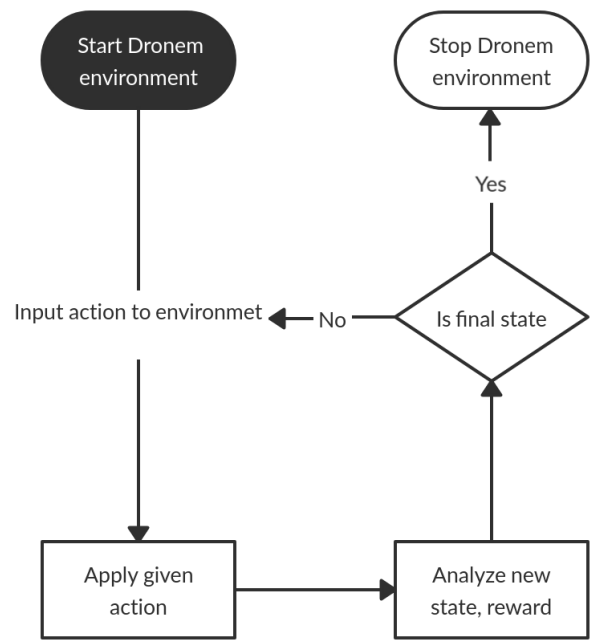 Start Dronem
environment
Stop Dronem
environment
Yes
Input action to environmet
No
Is final state
Apply given
action
Analyze new
state, reward